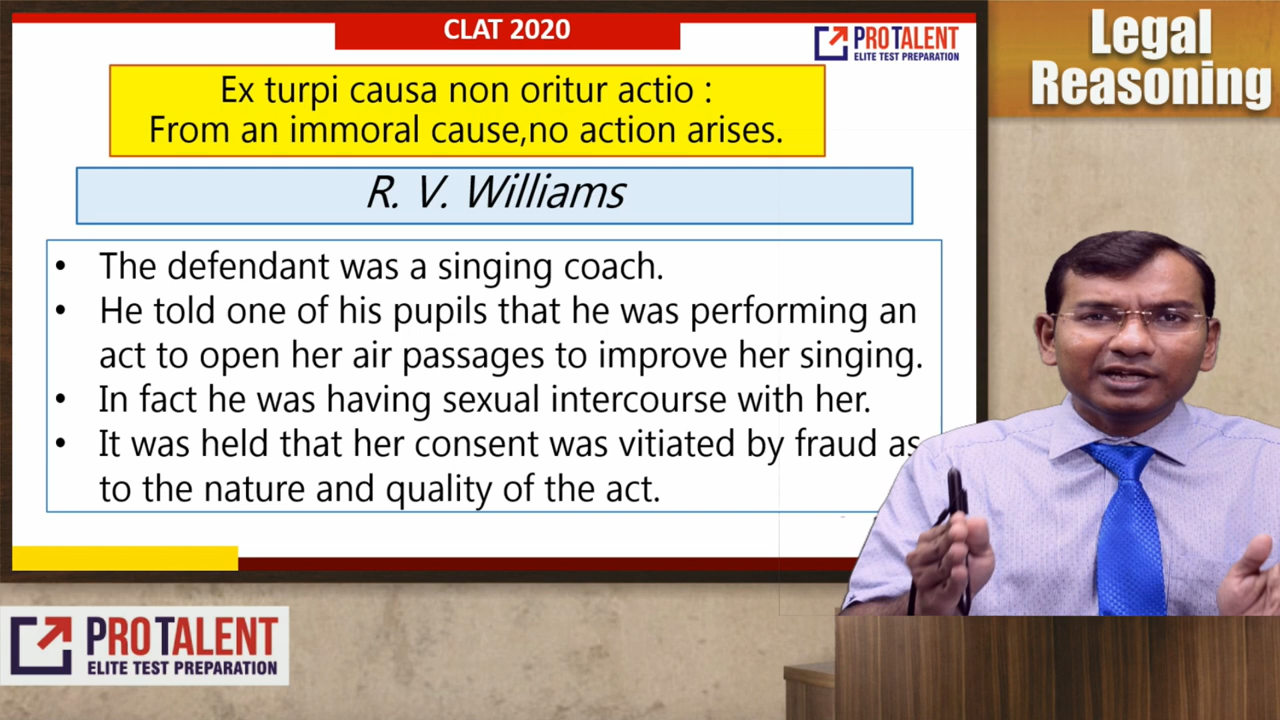 CLAT 2020
PROTALENT
ELITE TEST PREPARATION
Legal
Reasoning
Ex turpi causa non oritur actio :
From an immoral cause,no action arises.
R. V. Williams
• The defendant was a singing coach.
• He told one of his pupils that he was performing an
act to open her air passages to improve her singing.
• In fact he was having sexual intercourse with her.
• It was held that her consent was vitiated by fraud as
to the nature and quality of the act.
PROTALENT
ELITE TEST PREPARATION